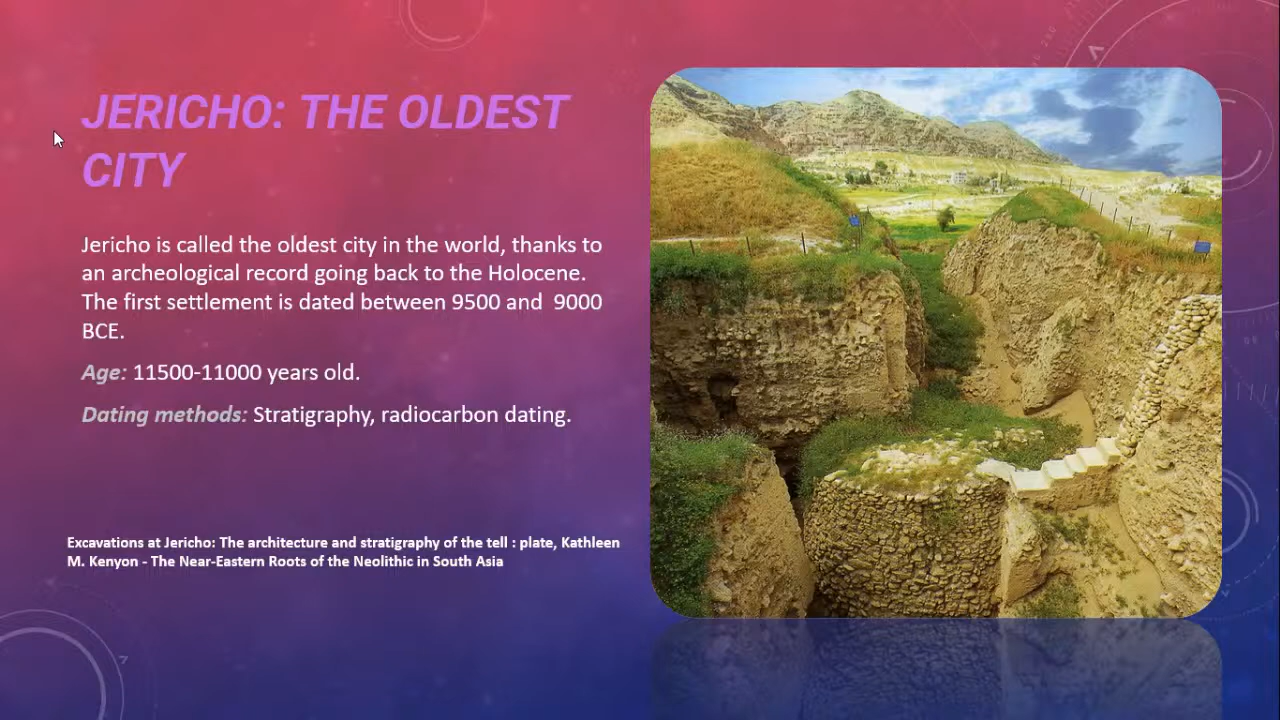 JERICHO: THE OLDEST
CITY
Jericho is called the oldest city in the world, thanks to
an archeological record going back to the Holocene.
The first settlement is dated between 9500 and  9000
BCE.
Age: 11500-11000 years old.
Dating methods: Stratigraphy, radiocarbon dating.
Excavations at Jericho: The architecture and stratigraphy of the tell : plate, Kathleen
M. Kenyon - The Near-Eastern Roots of the Neolithic in South Asia